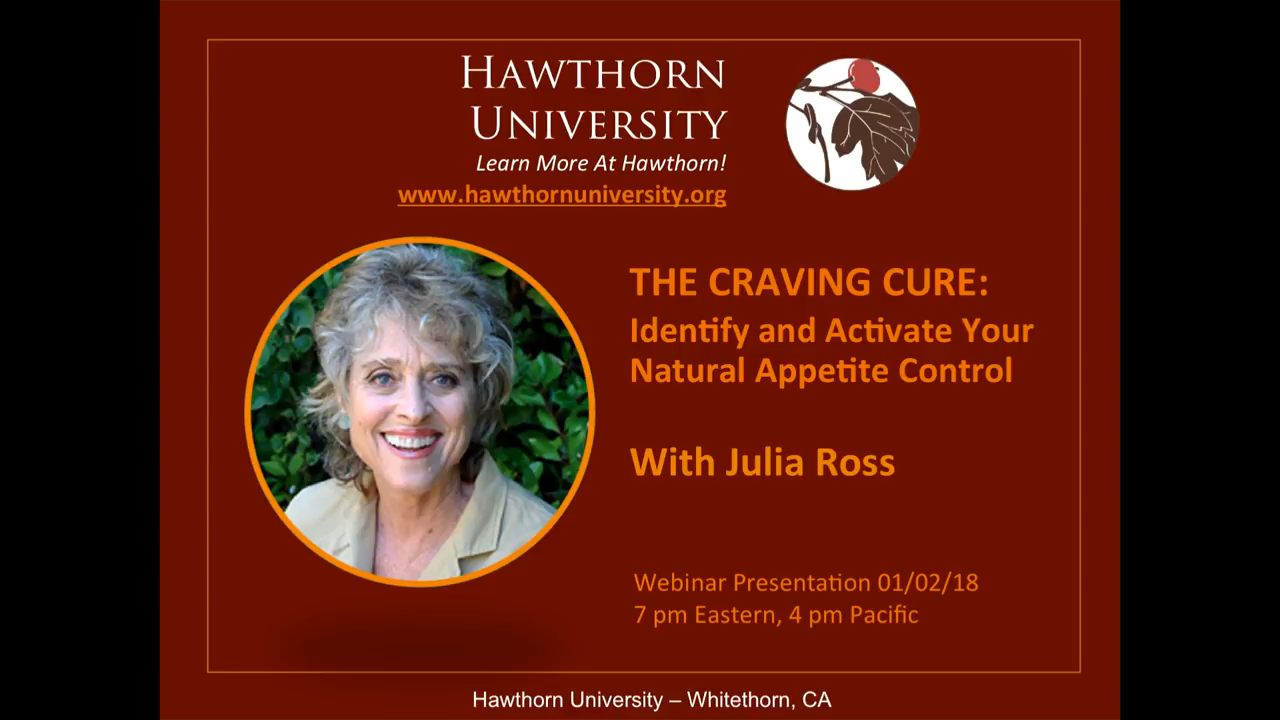 HAWTHORN
UNIVERSITY
Learn More At Hawthorn!
www.hawthornuniversity.org
THE CRAVING CURE:
Identify and Activate Your
Natural Appetite Control
With Julia Ross
Webinar Presentation 01/02/18
7 pm Eastern, 4 pm Pacific
Hawthorn University – Whitethorn, CA